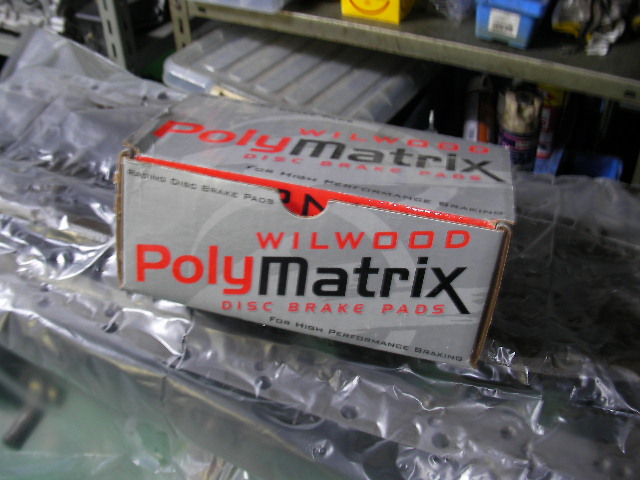 WILWOOD
PolyMatrix
DISC BRAKE PADS
FOR HIGH PERFORMANCE BRAKING
RACING DISC BRAKE PADS
WILWOOD
PolyMatrix
DISC BRAKE PADS
FOR HIGH PERFORMANCE BRAKING